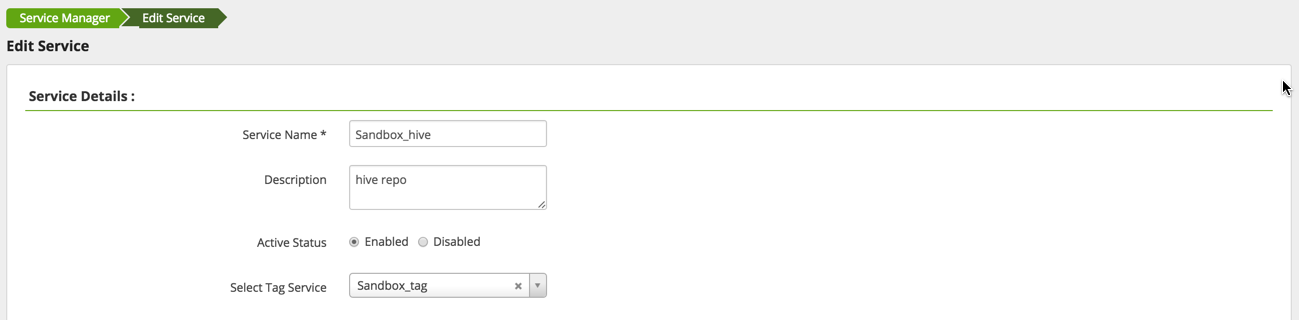 Service Manager Edit Service
Edit Service
Service Details :
Service Name * Sandbox_hive
Description hive repo
Active Status Enabled Disabled
Select Tag Service Sandbox_tag